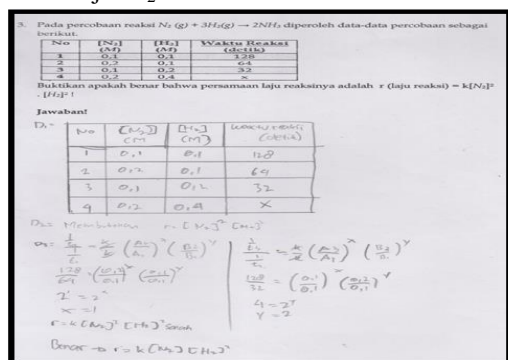 3. Pada percobaan reaksi N₂ (g) + 3H₂(g) → 2NH₃ diperoleh data-data percobaan sebagai
berikut.
No [N₂] (M) [H₂] (M) Waktu Reaksi (detik)
1 0,1 0,1 128
2 0,2 0,1 64
3 0,1 0,2 32
4 0,2 0,4 x
Buktikan apakah benar bahwa persamaan laju reaksinya adalah r (laju reaksi) = k[N₂]²
. [H₂]² !
Jawaban!
D₁ =
No [N₂] (M [H₂] (M) waktu reaksi (detik)
1 0,1 0,1 128
2 0,2 0,1 64
3 0,1 0,2 32
4 0,2 0,4 x
D₂ = Membuktikan r = [N₂]² [H₂]²
128/64 = (0,2/0,1)ˣ (0,1/0,1)ʸ
2' = 2ˣ
x = 1
128/32 = (0,1/0,1)ˣ (0,2/0,1)ʸ
4 = 2ʸ
y = 2
r = k [N₂]² [H₂]² Salah
Benar → r = k [N₂] [H₂]²